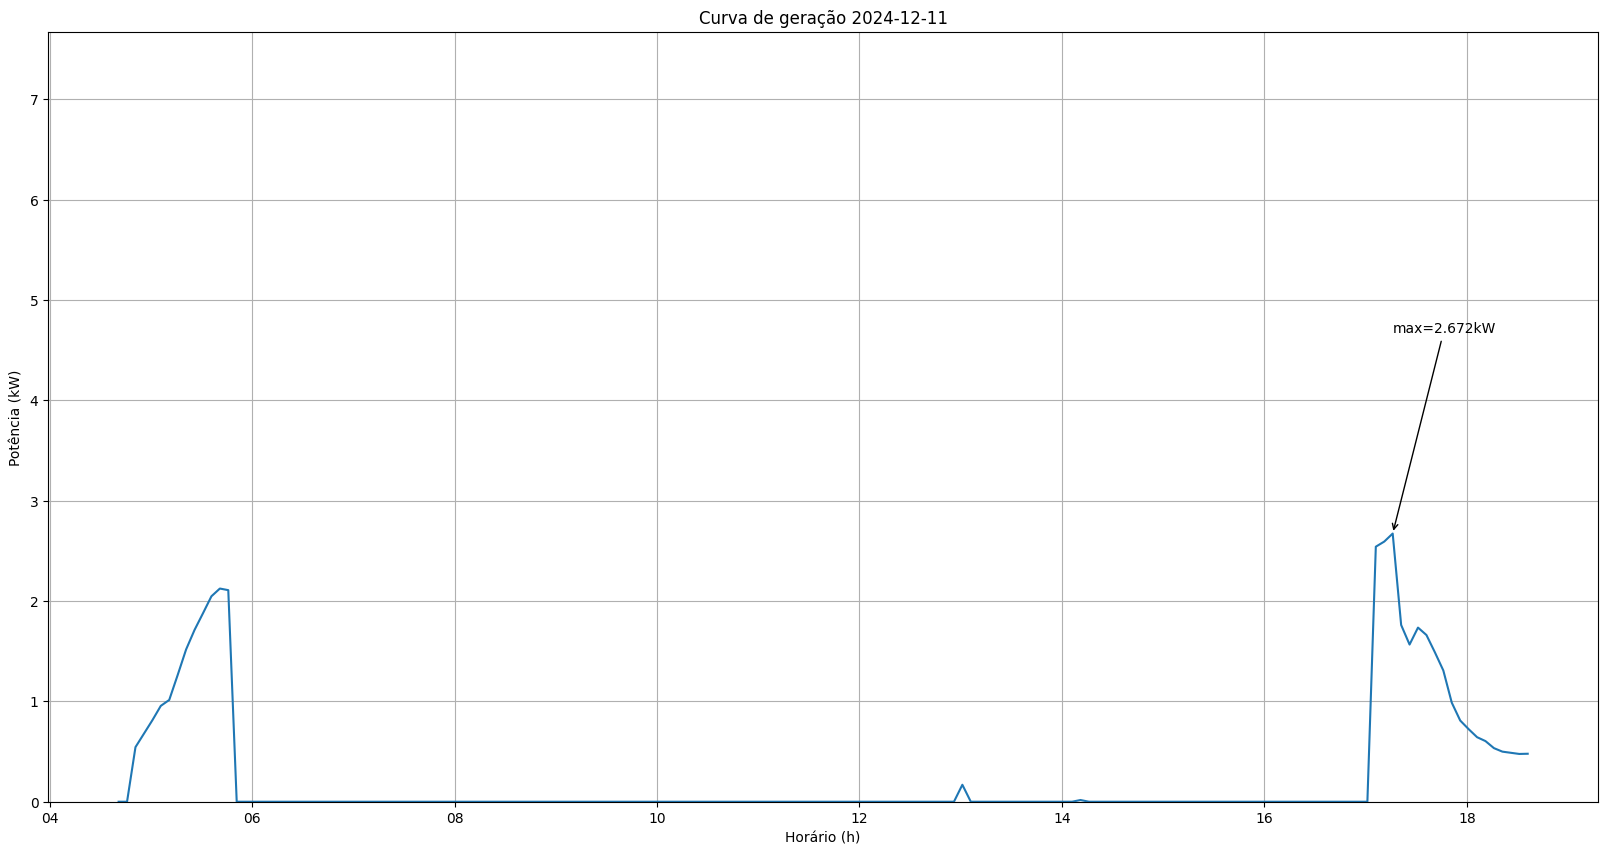 Curva de geração 2024-12-11
7
6
5
max=2.672kW
4
Potência (kW)
3
2
1
0
04 06 08 10 12 14 16 18
Horário (h)